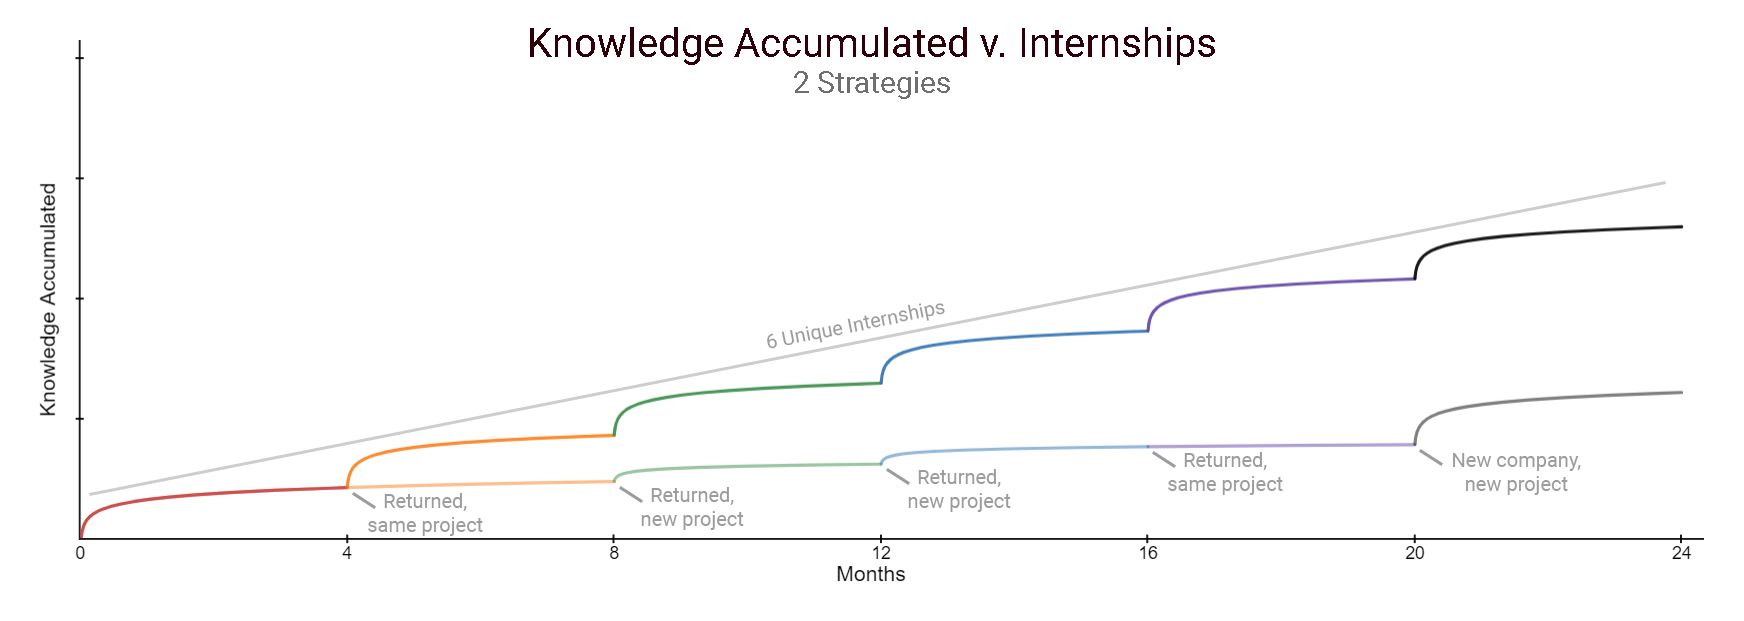 Knowledge Accumulated v. Internships
2 Strategies
Knowledge Accumulated
6 Unique Internships
Returned,
same project
Returned,
new project
Returned,
new project
Returned,
same project
New company,
new project
0 4 8 12 16 20 24
Months